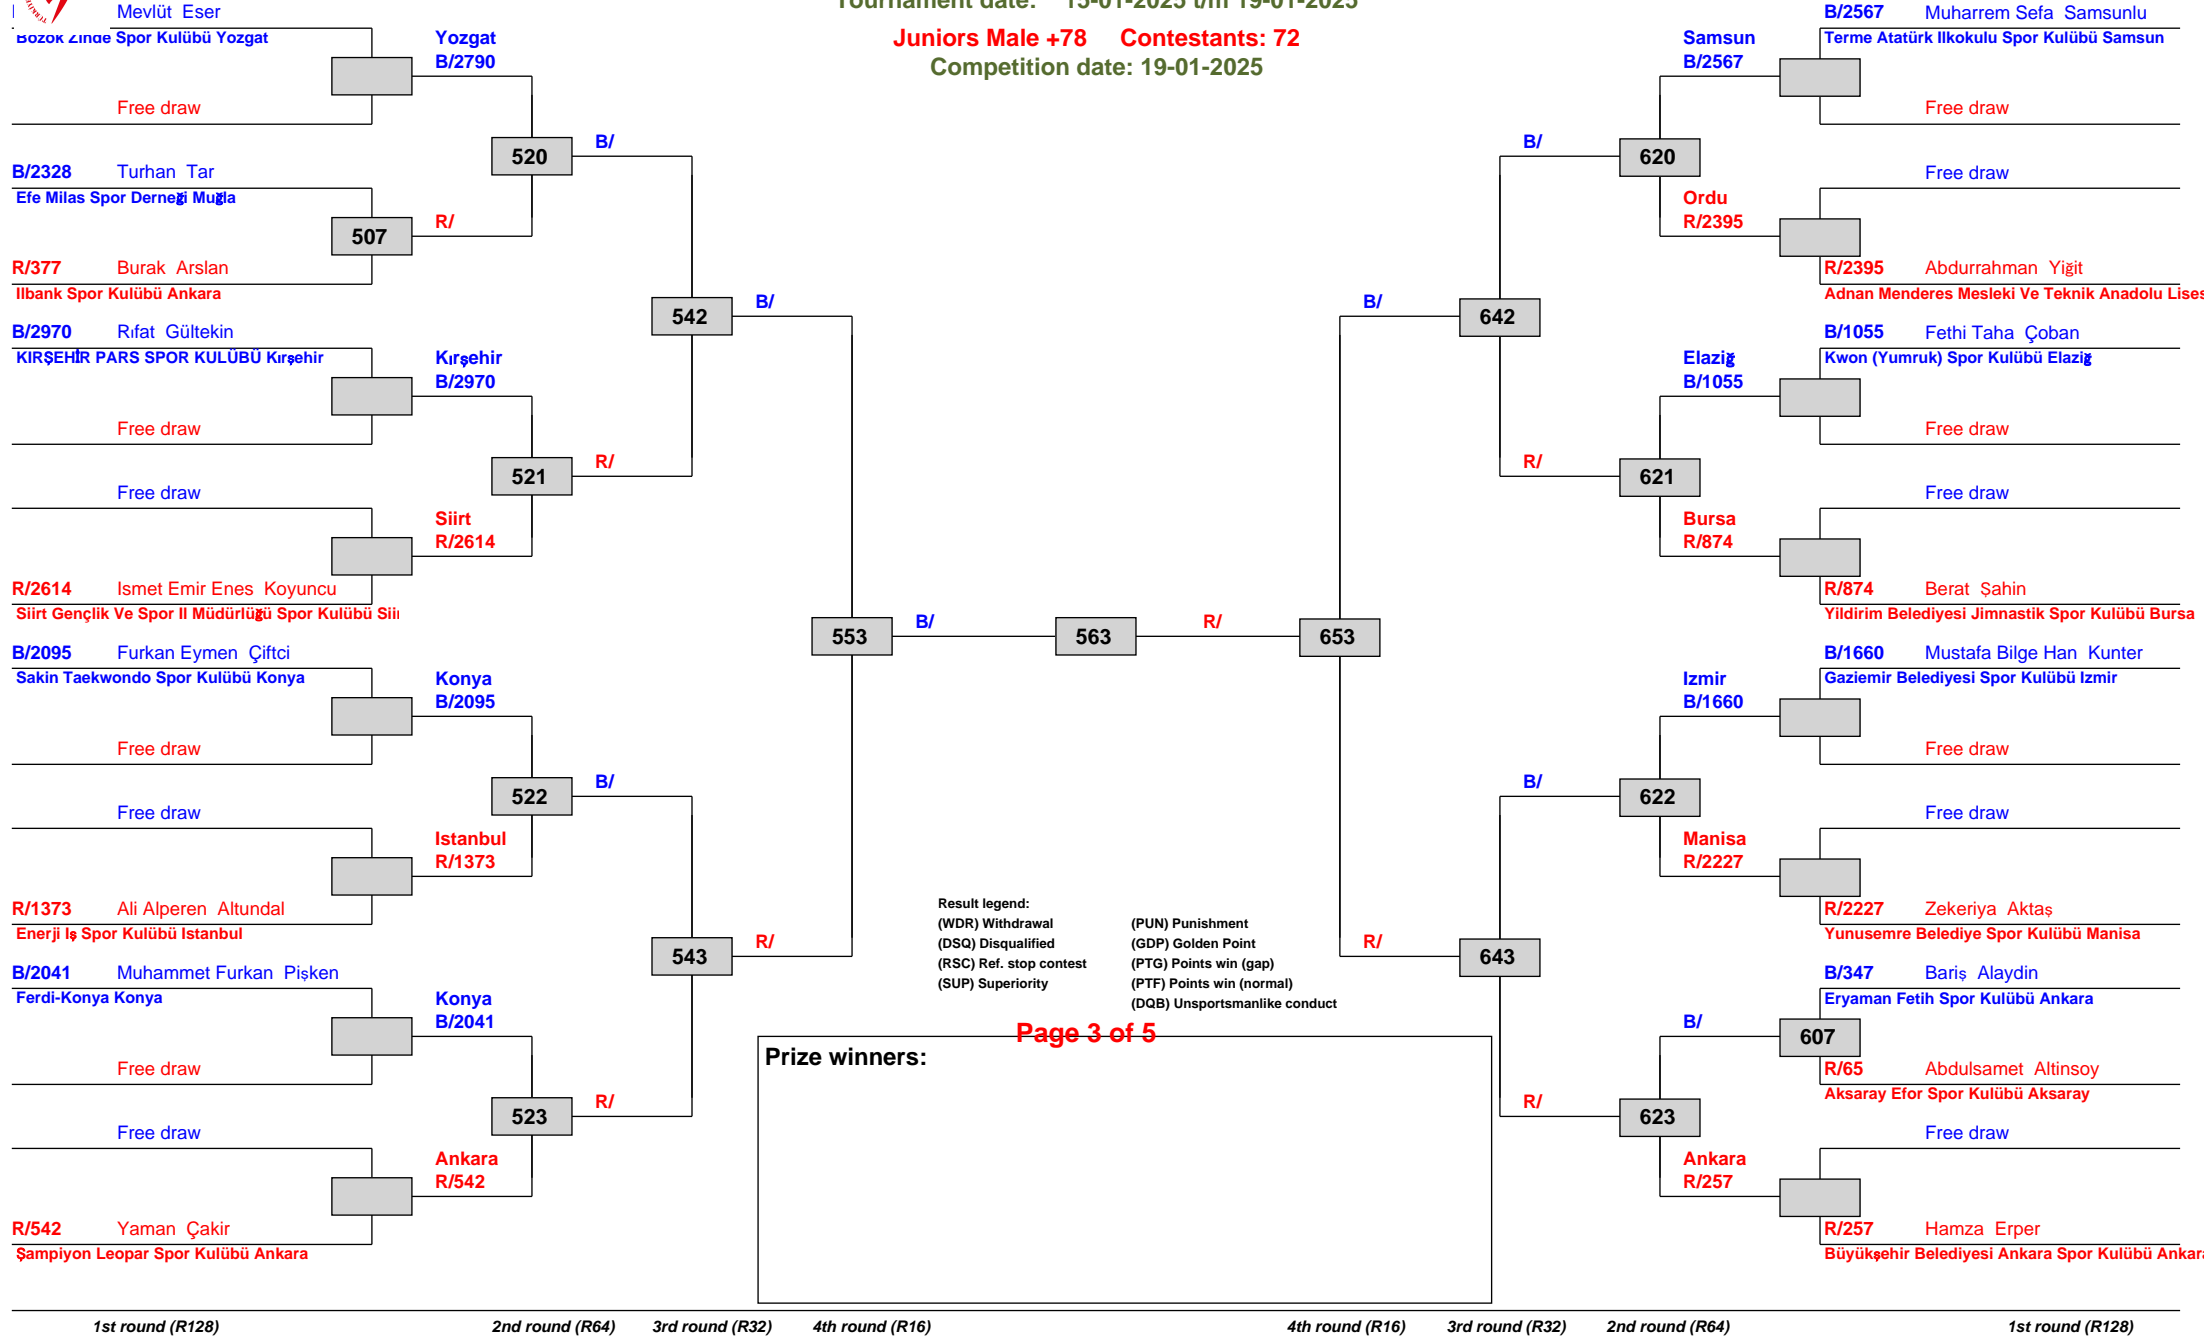 Tournament date: 15-01-2025 t/m 19-01-2025
Juniors Male +78 Contestants: 72
Competition date: 19-01-2025
Mevlüt Eser
Bozok Zinde Spor Kulübü Yozgat
Free draw
B/2328 Turhan Tar
Efe Milas Spor Derneği Muğla
R/377 Burak Arslan
Ilbank Spor Kulübü Ankara
B/2970 Rıfat Gültekin
KIRŞEHİR PARS SPOR KULÜBÜ Kırşehir
Free draw
Free draw
R/2614 Ismet Emir Enes Koyuncu
Siirt Gençlik Ve Spor Il Müdürlüğü Spor Kulübü
B/2095 Furkan Eymen Çiftci
Sakin Taekwondo Spor Kulübü Konya
Free draw
Free draw
R/1373 Ali Alperen Altundal
Enerji Iş Spor Kulübü Istanbul
B/2041 Muhammet Furkan Pişken
Ferdi-Konya Konya
Free draw
Free draw
R/542 Yaman Çakir
Şampiyon Leopar Spor Kulübü Ankara
Yozgat
B/2790
507
R/
Kırşehir
B/2970
Siirt
R/2614
Konya
B/2095
Istanbul
R/1373
Konya
B/2041
Ankara
R/542
520
B/
521
R/
522
B/
523
R/
542
B/
543
R/
553
B/
563
R/
653
B/
642
R/
643
B/
620
R/
621
B/
622
R/
623
Samsun
B/2567
Ordu
R/2395
Elaziğ
B/1055
Bursa
R/874
Izmir
B/1660
Manisa
R/2227
B/
607
Ankara
R/257
B/2567 Muharrem Sefa Samsunlu
Terme Atatürk Ilkokulu Spor Kulübü Samsun
Free draw
Free draw
R/2395 Abdurrahman Yiğit
Adnan Menderes Mesleki Ve Teknik Anadolu
B/1055 Fethi Taha Çoban
Kwon (Yumruk) Spor Kulübü Elaziğ
Free draw
Free draw
R/874 Berat Şahin
Yildirim Belediyesi Jimnastik Spor Kulübü Bursa
B/1660 Mustafa Bilge Han Kunter
Gaziemir Belediyesi Spor Kulübü Izmir
Free draw
Free draw
R/2227 Zekeriya Aktaş
Yunusemre Belediye Spor Kulübü Manisa
B/347 Bariş Alaydin
Eryaman Fetih Spor Kulübü Ankara
R/65 Abdulsamet Altinsoy
Aksaray Efor Spor Kulübü Aksaray
Free draw
R/257 Hamza Erper
Büyükşehir Belediyesi Ankara Spor Kulübü
Result legend:
(WDR) Withdrawal (PUN) Punishment
(DSQ) Disqualified (GDP) Golden Point
(RSC) Ref. stop contest (PTG) Points win (gap)
(SUP) Superiority (PTF) Points win (normal)
(DQB) Unsportsmanlike conduct
Page 3 of 5
Prize winners:
1st round (R128) 2nd round (R64) 3rd round (R32) 4th round (R16) 4th round (R16) 3rd round (R32) 2nd round (R64) 1st round (R128)